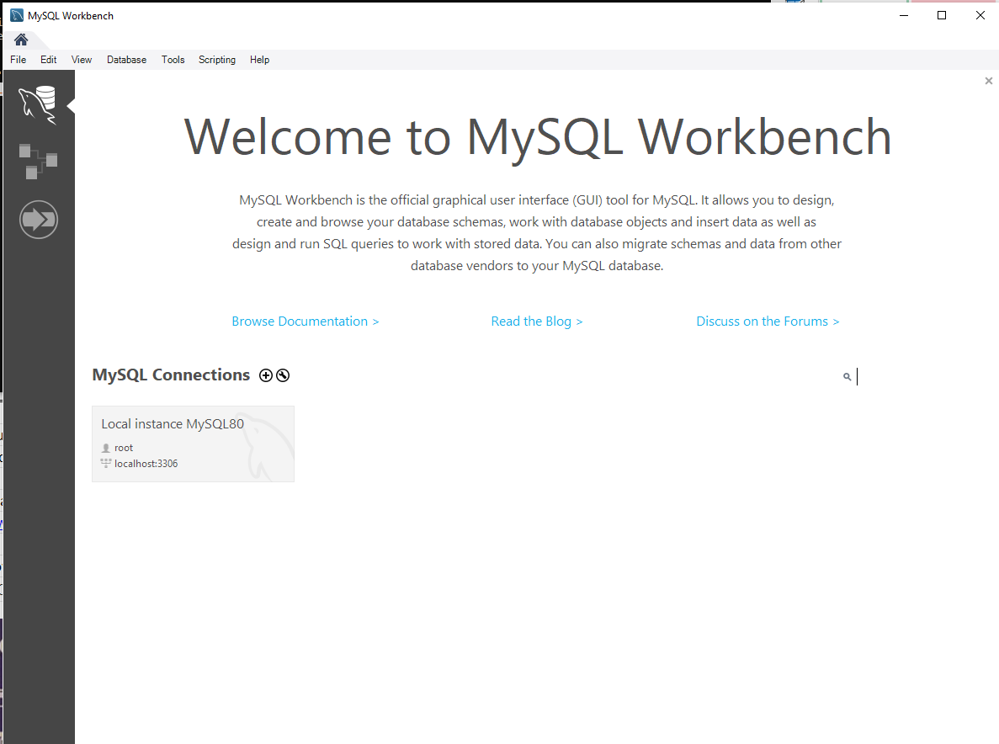 MySQL Workbench
File Edit View Database Tools Scripting Help
Welcome to MySQL Workbench
MySQL Workbench is the official graphical user interface (GUI) tool for MySQL. It allows you to design,
create and browse your database schemas, work with database objects and insert data as well as
design and run SQL queries to work with stored data. You can also migrate schemas and data from other
database vendors to your MySQL database.
Browse Documentation > Read the Blog > Discuss on the Forums >
MySQL Connections
Local instance MySQL80
root
localhost:3306